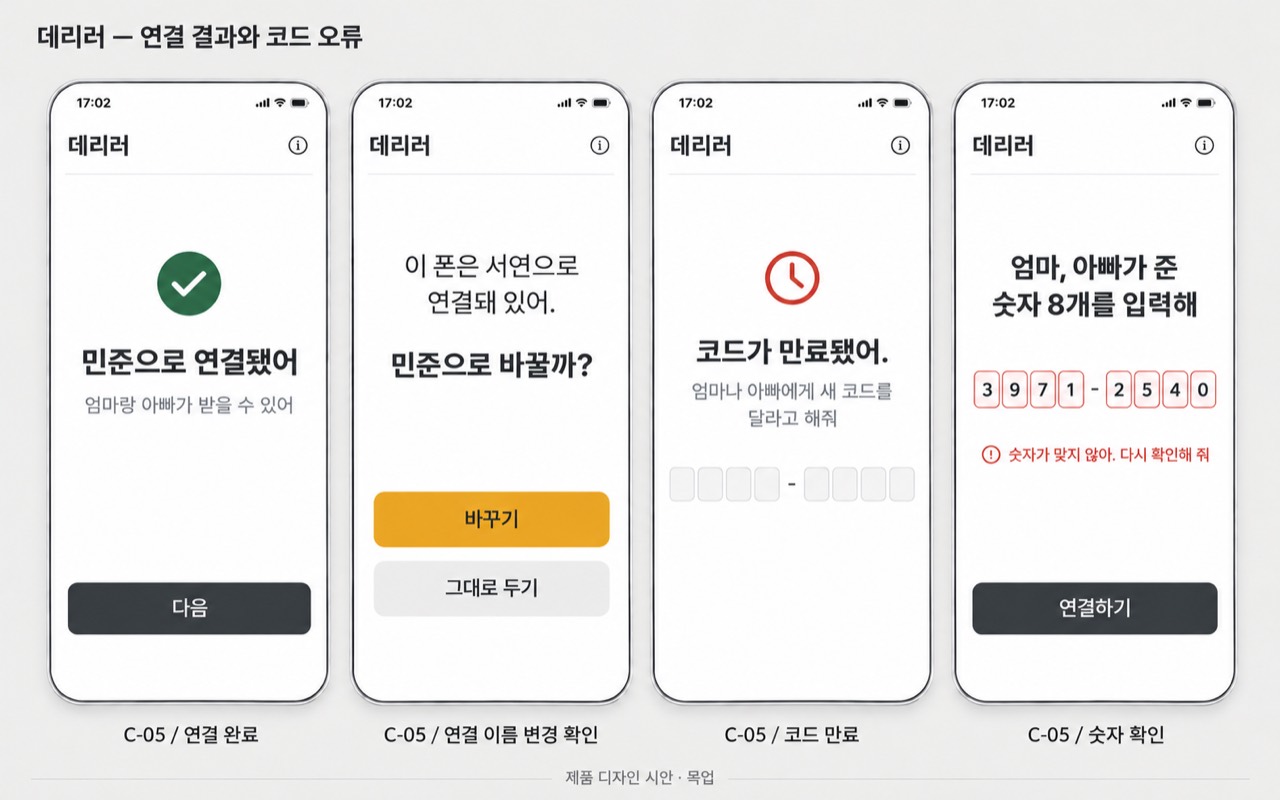 데리러 — 연결 결과와 코드 오류
17:02
데리러
민준으로 연결됐어
엄마랑 아빠가 받을 수 있어
다음
C-05 / 연결 완료
17:02
데리러
이 폰은 서연으로
연결돼 있어.
민준으로 바꿀까?
바꾸기
그대로 두기
C-05 / 연결 이름 변경 확인
17:02
데리러
코드가 만료됐어.
엄마나 아빠에게 새 코드를
달라고 해줘
-
C-05 / 코드 만료
17:02
데리러
엄마, 아빠가 준
숫자 8개를 입력해
3 9 7 1 - 2 5 4 0
숫자가 맞지 않아. 다시 확인해 줘
연결하기
C-05 / 숫자 확인
제품 디자인 시안 · 목업